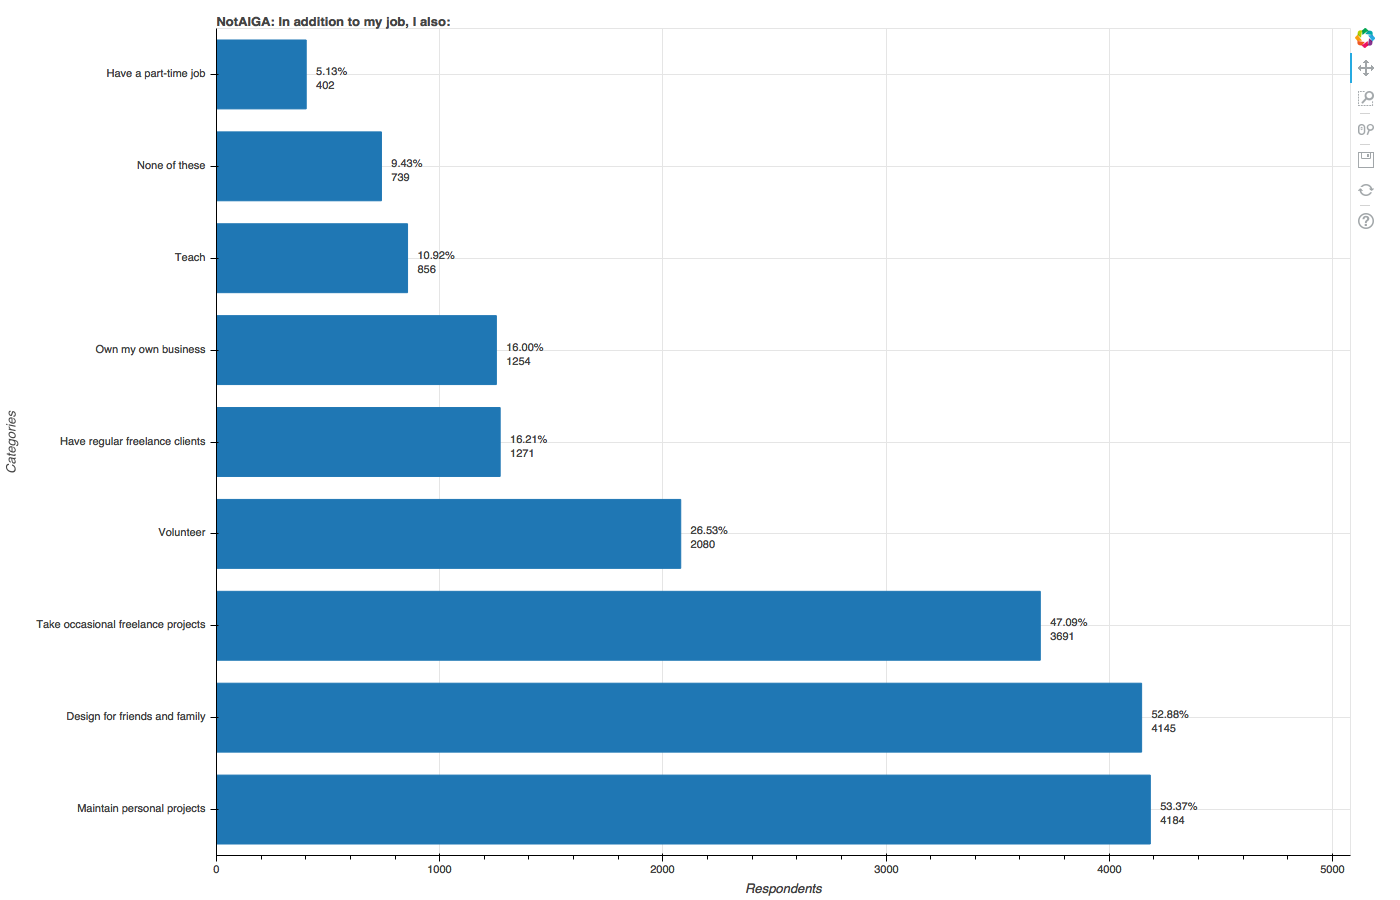 NotAIGA: In addition to my job, I also:
Have a part-time job
5.13%
402
None of these
9.43%
739
Teach
10.92%
856
Own my own business
16.00%
1254
Have regular freelance clients
16.21%
1271
Volunteer
26.53%
2080
Take occasional freelance projects
47.09%
3691
Design for friends and family
52.88%
4145
Maintain personal projects
53.37%
4184
Categories
0 1000 2000 3000 4000 5000
Respondents